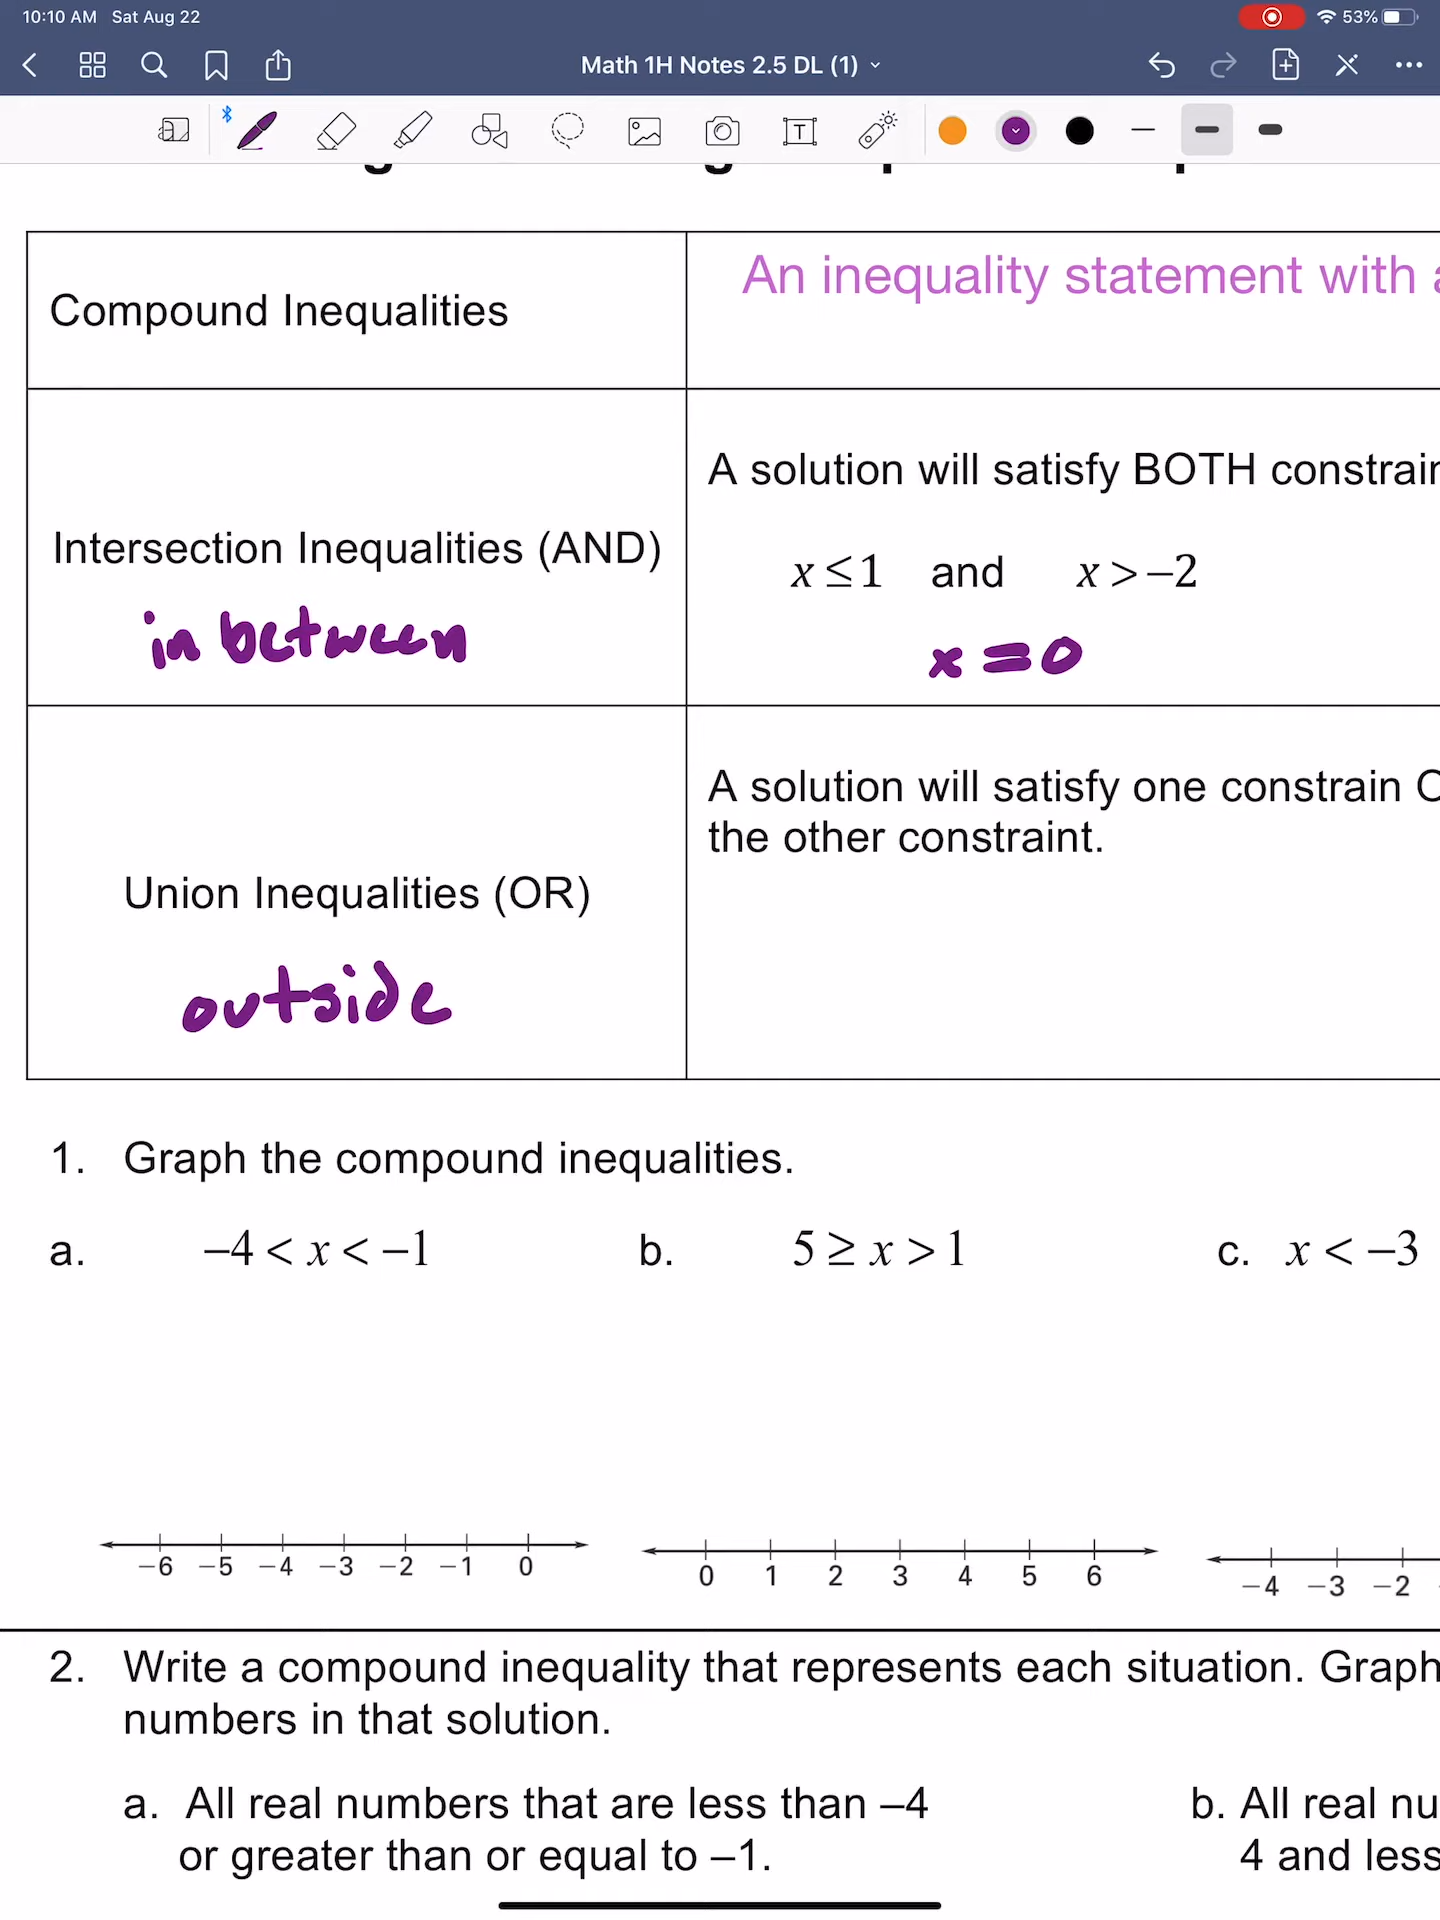 10:10 AM Sat Aug 22
53%
Math 1H Notes 2.5 DL (1)
Compound Inequalities
An inequality statement with
Intersection Inequalities (AND)
in between
A solution will satisfy BOTH
x ≤ 1 and x > −2
x = 0
Union Inequalities (OR)
outside
A solution will satisfy one constrain
the other constraint.
1. Graph the compound inequalities.
a. −4 < x < −1
b. 5 ≥ x > 1
c. x < −3
−6 −5 −4 −3 −2 −1 0
0 1 2 3 4 5 6
−4 −3 −2
2. Write a compound inequality that represents each situation. Graph
numbers in that solution.
a. All real numbers that are less than –4
or greater than or equal to –1.
b. All real
4 and less